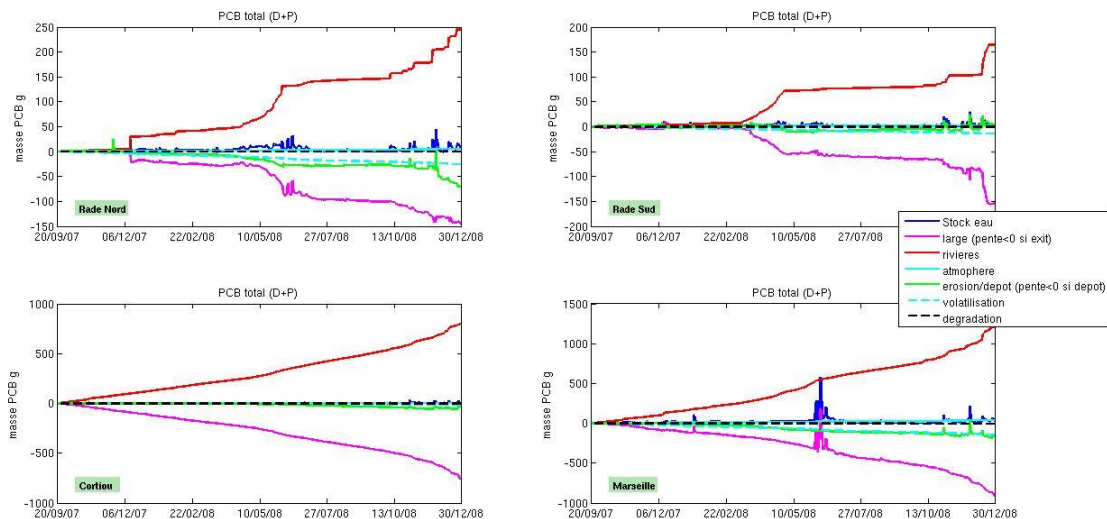 PCB total (D+P)
250
200
150
100
50
0
-50
-100
-150
masse PCB g
Rade Nord
20/09/07 06/12/07 22/02/08 10/05/08 27/07/08 13/10/08 30/12/08
PCB total (D+P)
200
150
100
50
0
-50
-100
-150
-200
masse PCB g
Rade Sud
20/09/07 06/12/07 22/02/08 10/05/08 27/07/08
Stock eau
large (pente<0 si exit)
rivieres
atmophere
erosion/depot (pente<0 si depot)
volatilisation
degradation
PCB total (D+P)
1000
500
0
-500
-1000
masse PCB g
Cortiou
20/09/07 06/12/07 22/02/08 10/05/08 27/07/08 13/10/08 30/12/08
PCB total (D+P)
1500
1000
500
0
-500
-1000
masse PCB g
Marseille
20/09/07 06/12/07 22/02/08 10/05/08 27/07/08 13/10/08 30/12/08